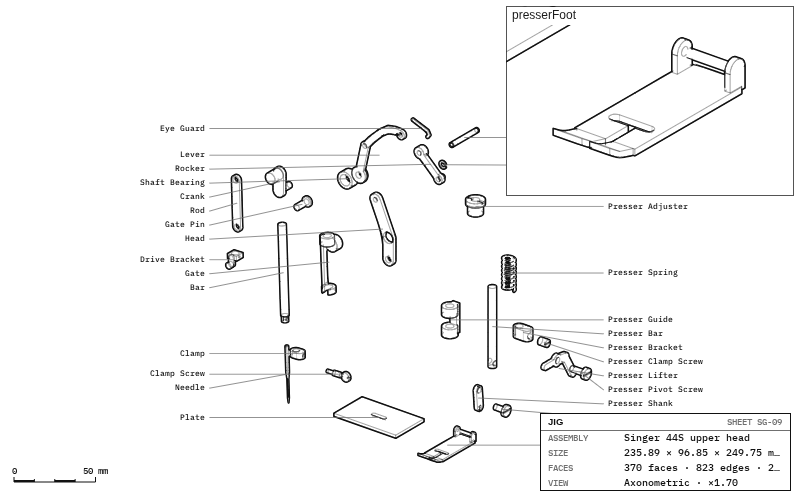 presserFoot
Eye Guard
Lever
Rocker
Shaft Bearing
Crank
Rod
Gate Pin
Head
Drive Bracket
Gate
Bar
Clamp
Clamp Screw
Needle
Plate
Presser Adjuster
Presser Spring
Presser Guide
Presser Bar
Presser Bracket
Presser Clamp Screw
Presser Lifter
Presser Pivot Screw
Presser Shank
0 50 mm
JIG SHEET SG-09
ASSEMBLY Singer 44S upper head
SIZE 235.89 × 96.85 × 249.75 m…
FACES 370 faces · 823 edges · 2…
VIEW Axonometric · ×1.70